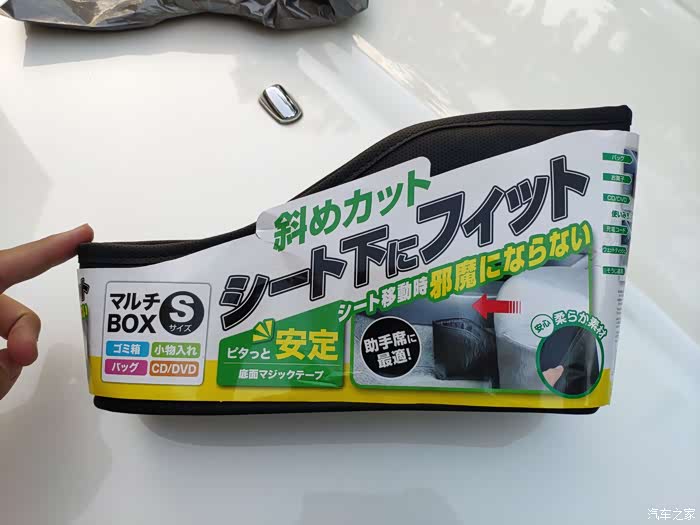 斜めカット
シート下にフィット
シート移動時邪魔にならない
マルチ
BOX
Sサイズ
ゴミ箱
小物入れ
バッグ
CD/DVD
ピタっと
安定
底面マジックテープ
助手席に
最適!
安心
柔らか素材
CD/DVD
汽车之家